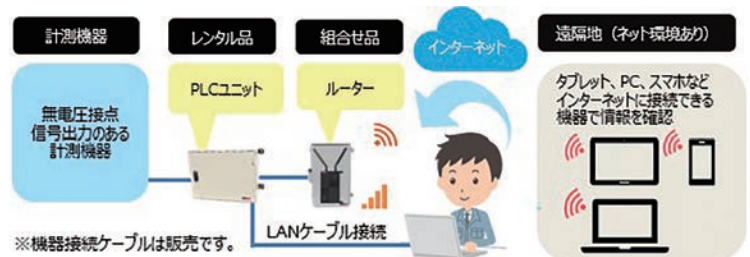 計測機器
レンタル品
組合せ品
インターネット
遠隔地（ネット環境あり）
無電圧接点
信号出力のある
計測機器
PLCユニット
ルーター
タブレット、PC、スマホなど
インターネットに接続できる
機器で情報を確認
LANケーブル接続
※機器接続ケーブルは販売です。